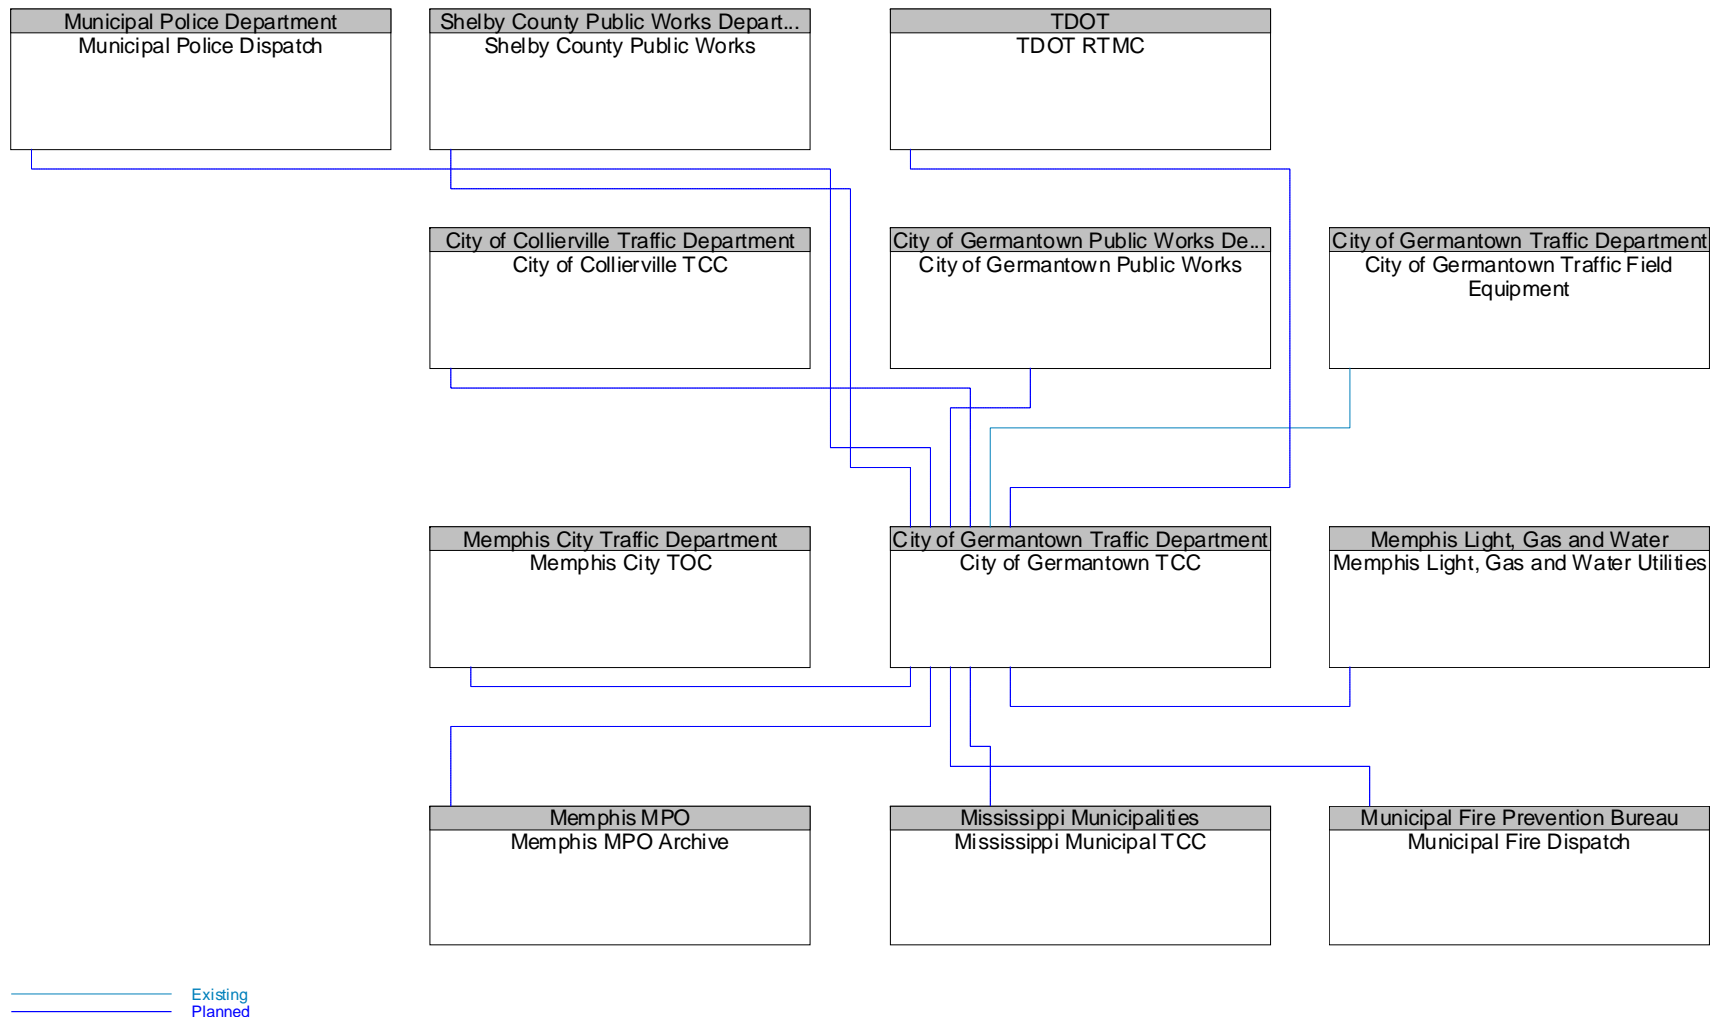 Municipal Police Department
Municipal Police Dispatch
Shelby County Public Works Depart...
Shelby County Public Works
TDOT
TDOT RTMC
City of Collierville Traffic Department
City of Collierville TCC
City of Germantown Public Works De...
City of Germantown Public Works
City of Germantown Traffic Department
City of Germantown Traffic Field
Equipment
Memphis City Traffic Department
Memphis City TOC
City of Germantown Traffic Department
City of Germantown TCC
Memphis Light, Gas and Water
Memphis Light, Gas and Water Utilities
Memphis MPO
Memphis MPO Archive
Mississippi Municipalities
Mississippi Municipal TCC
Municipal Fire Prevention Bureau
Municipal Fire Dispatch
Existing
Planned